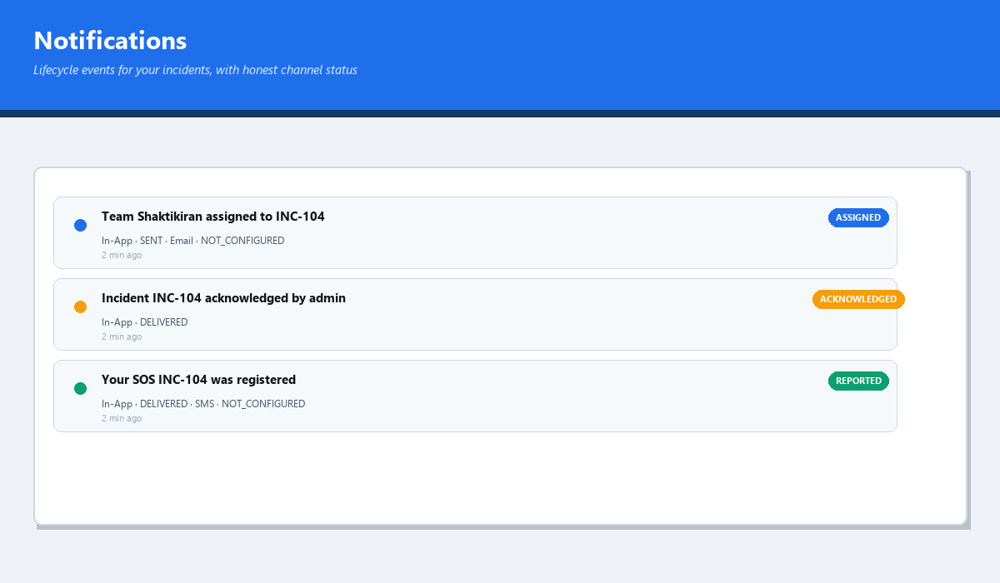 Notifications
Lifecycle events for your incidents, with honest channel status
Team Shaktikiran assigned to INC-104
ASSIGNED
In-App · SENT · Email · NOT_CONFIGURED
2 min ago
Incident INC-104 acknowledged by admin
ACKNOWLEDGED
In-App · DELIVERED
2 min ago
Your SOS INC-104 was registered
REPORTED
In-App · DELIVERED · SMS · NOT_CONFIGURED
2 min ago